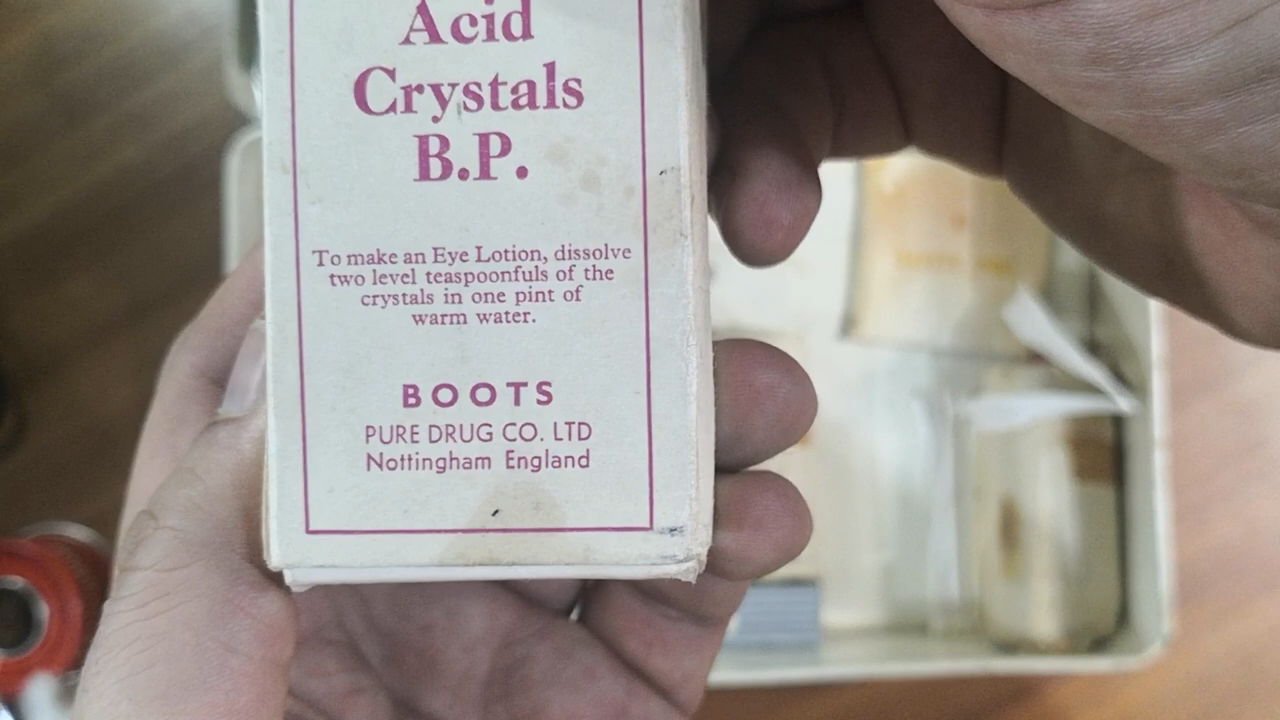 Acid
Crystals
B.P.
To make an Eye Lotion, dissolve
two level teaspoonfuls of the
crystals in one pint of
warm water.
BOOTS
PURE DRUG CO. LTD
Nottingham England